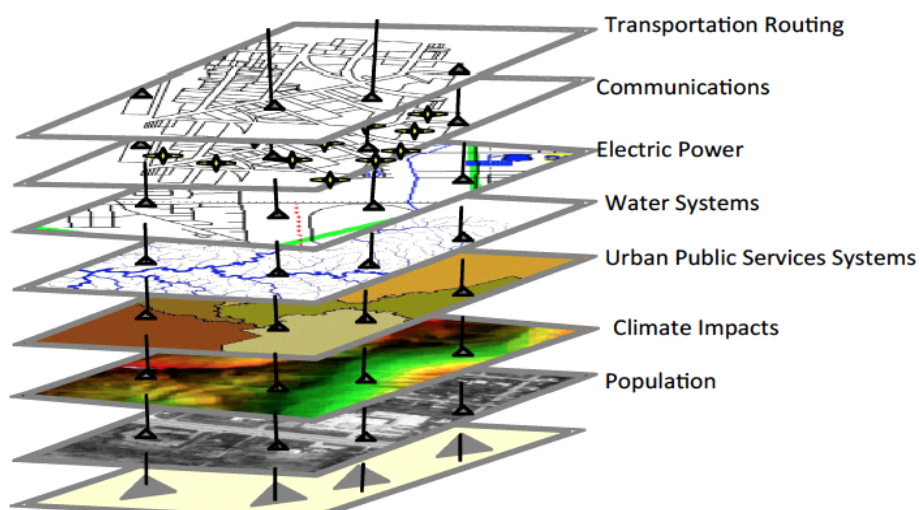 Transportation Routing
Communications
Electric Power
Water Systems
Urban Public Services Systems
Climate Impacts
Population